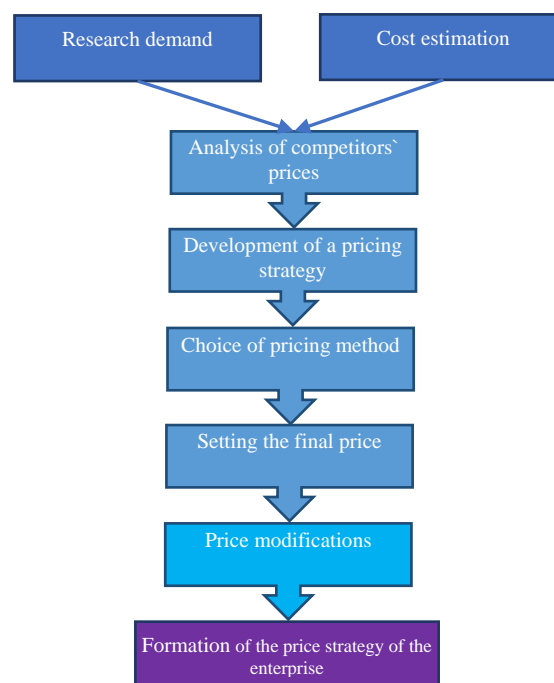 Research demand
Cost estimation
Analysis of competitors`
prices
Development of a pricing
strategy
Choice of pricing method
Setting the final price
Price modifications
Formation of the price strategy of the
enterprise